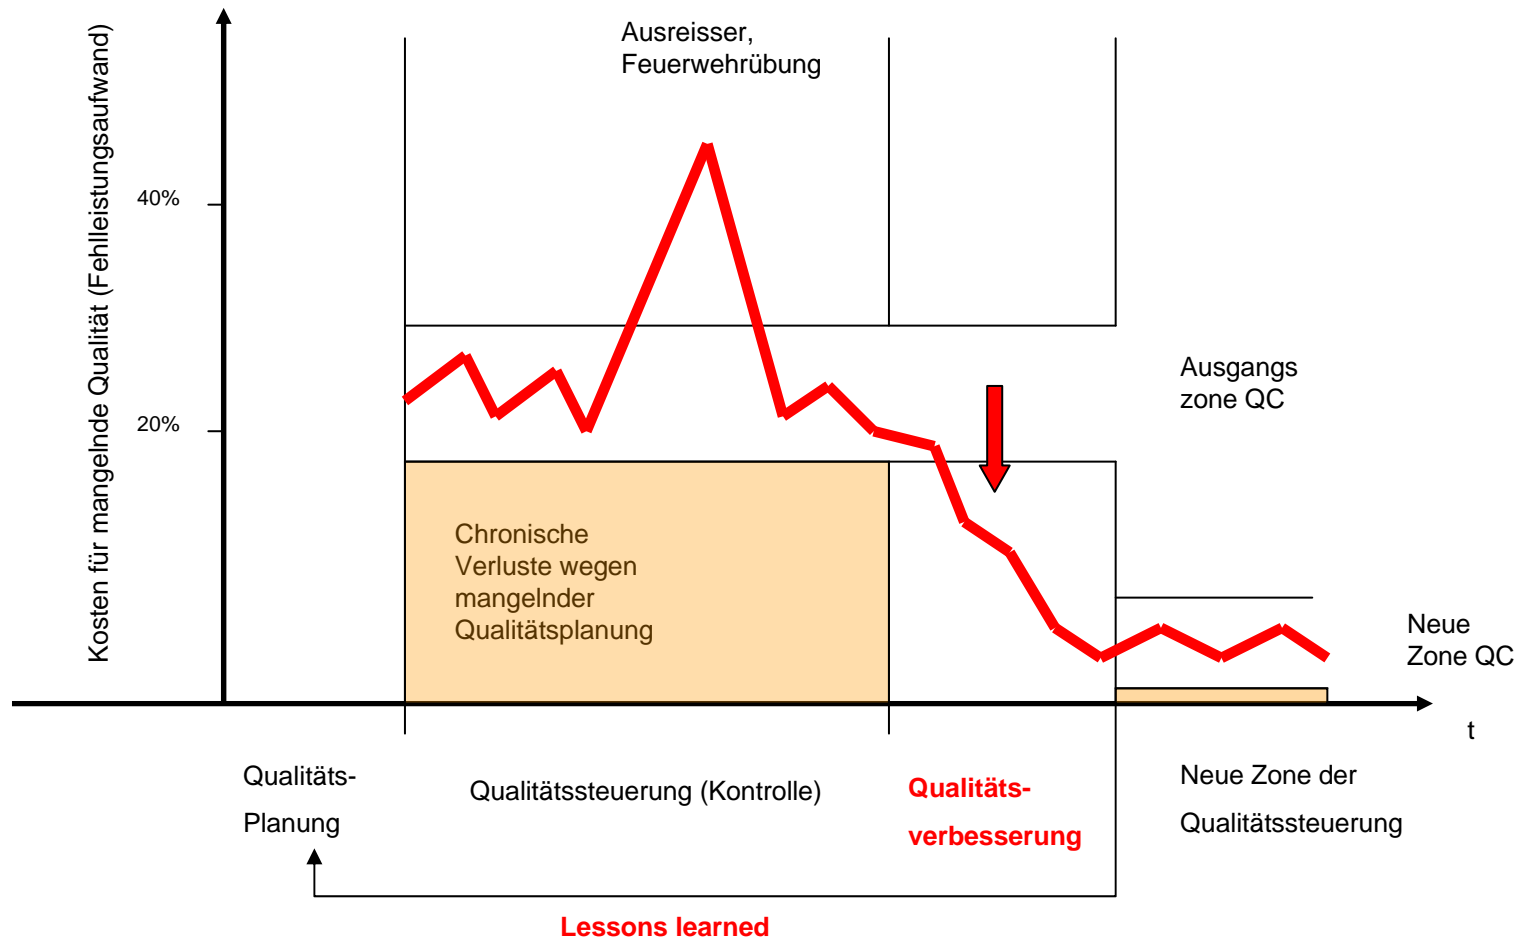 Ausreisser,
Feuerwehrübung
Kosten für mangelnde Qualität (Fehlleistungsaufwand)
40%
20%
Ausgangs
zone QC
Chronische
Verluste wegen
mangelnder
Qualitätsplanung
Neue
Zone QC
t
Qualitäts-
Planung
Qualitätssteuerung (Kontrolle)
Qualitäts-
verbesserung
Neue Zone der
Qualitätssteuerung
Lessons learned